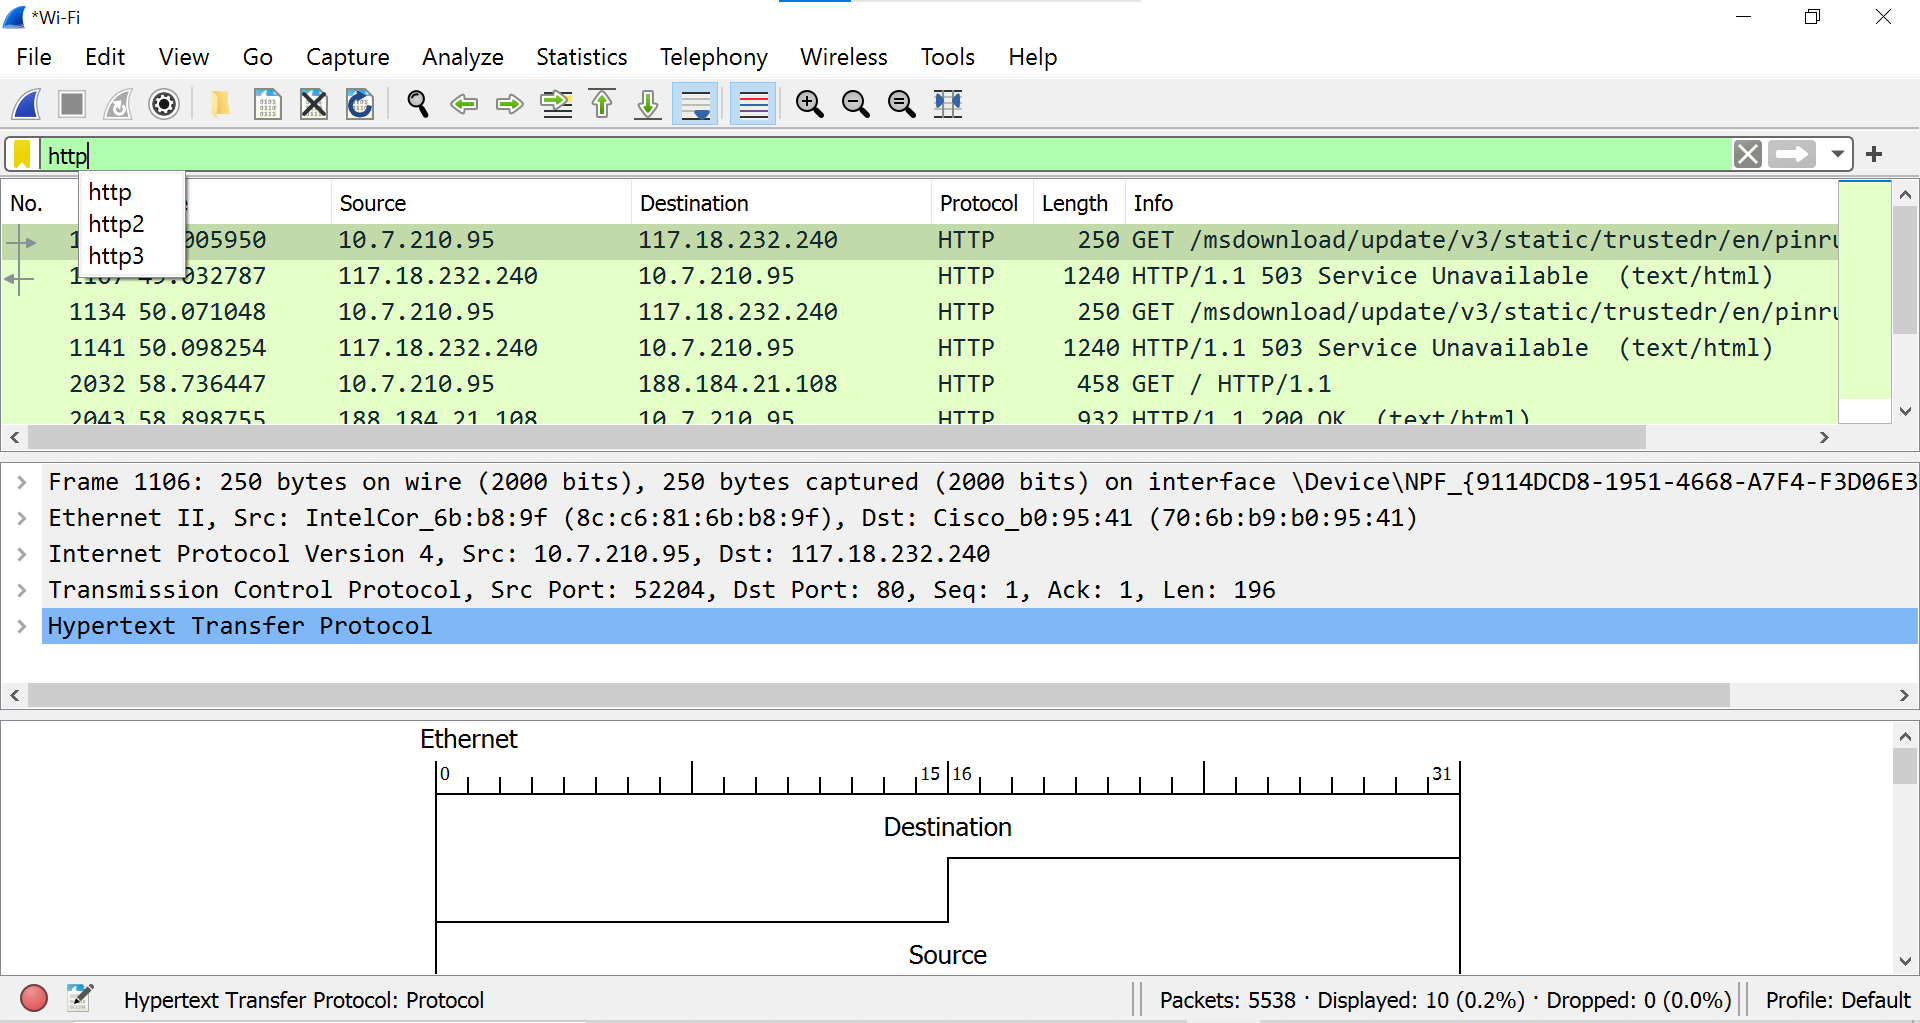 *Wi-Fi
File Edit View Go Capture Analyze Statistics Telephony Wireless Tools Help
http
http
http2
http3
No. Source Destination Protocol Length Info
005950 10.7.210.95 117.18.232.240 HTTP 250 GET /msdownload/update/v3/static/trustedr/en/pinru
032787 117.18.232.240 10.7.210.95 HTTP 1240 HTTP/1.1 503 Service Unavailable (text/html)
1134 50.071048 10.7.210.95 117.18.232.240 HTTP 250 GET /msdownload/update/v3/static/trustedr/en/pinru
1141 50.098254 117.18.232.240 10.7.210.95 HTTP 1240 HTTP/1.1 503 Service Unavailable (text/html)
2032 58.736447 10.7.210.95 188.184.21.108 HTTP 458 GET / HTTP/1.1
2043 58.898755 188.184.21.108 10.7.210.95 HTTP 932 HTTP/1.1 200 OK (text/html)
Frame 1106: 250 bytes on wire (2000 bits), 250 bytes captured (2000 bits) on interface \Device\NPF_{9114DCD8-1951-4668-A7F4-F3D06E3
Ethernet II, Src: IntelCor_6b:b8:9f (8c:c6:81:6b:b8:9f), Dst: Cisco_b0:95:41 (70:6b:b9:b0:95:41)
Internet Protocol Version 4, Src: 10.7.210.95, Dst: 117.18.232.240
Transmission Control Protocol, Src Port: 52204, Dst Port: 80, Seq: 1, Ack: 1, Len: 196
Hypertext Transfer Protocol
Ethernet
0 15 16 31
Destination
Source
Hypertext Transfer Protocol: Protocol
Packets: 5538 · Displayed: 10 (0.2%) · Dropped: 0 (0.0%)
Profile: Default